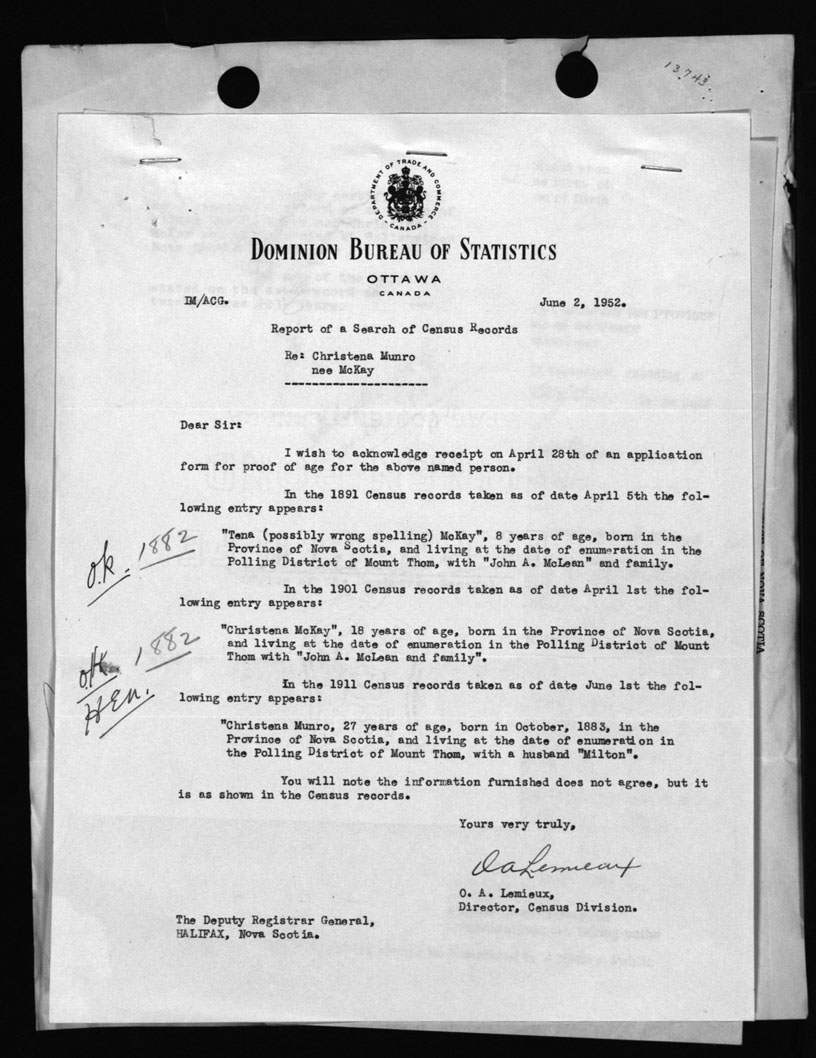 13743
DEPARTMENT OF TRADE AND COMMERCE
CANADA
DOMINION BUREAU OF STATISTICS
OTTAWA
CANADA
IM/ACG. June 2, 1952.
Report of a Search of Census Records
Re: Christena Munro
nee McKay
Dear Sir:
I wish to acknowledge receipt on April 28th of an application
form for proof of age for the above named person.
In the 1891 Census records taken as of date April 5th the fol-
lowing entry appears:
o.k. 1882
"Tena (possibly wrong spelling) McKay", 8 years of age, born in the
Province of Nova Scotia, and living at the date of enumeration in the
Polling District of Mount Thom, with "John A. McLean" and family.
In the 1901 Census records taken as of date April 1st the fol-
lowing entry appears:
ok 1882
"Christena McKay", 18 years of age, born in the Province of Nova Scotia,
and living at the date of enumeration in the Polling District of Mount
Thom with "John A. McLean and family".
In the 1911 Census records taken as of date June 1st the fol-
lowing entry appears:
"Christena Munro, 27 years of age, born in October, 1883, in the
Province of Nova Scotia, and living at the date of enumeration in
the Polling District of Mount Thom, with a husband "Milton".
You will note the information furnished does not agree, but it
is as shown in the Census records.
Yours very truly,
O A Lemieux
O. A. Lemieux,
Director, Census Division.
The Deputy Registrar General,
HALIFAX, Nova Scotia.